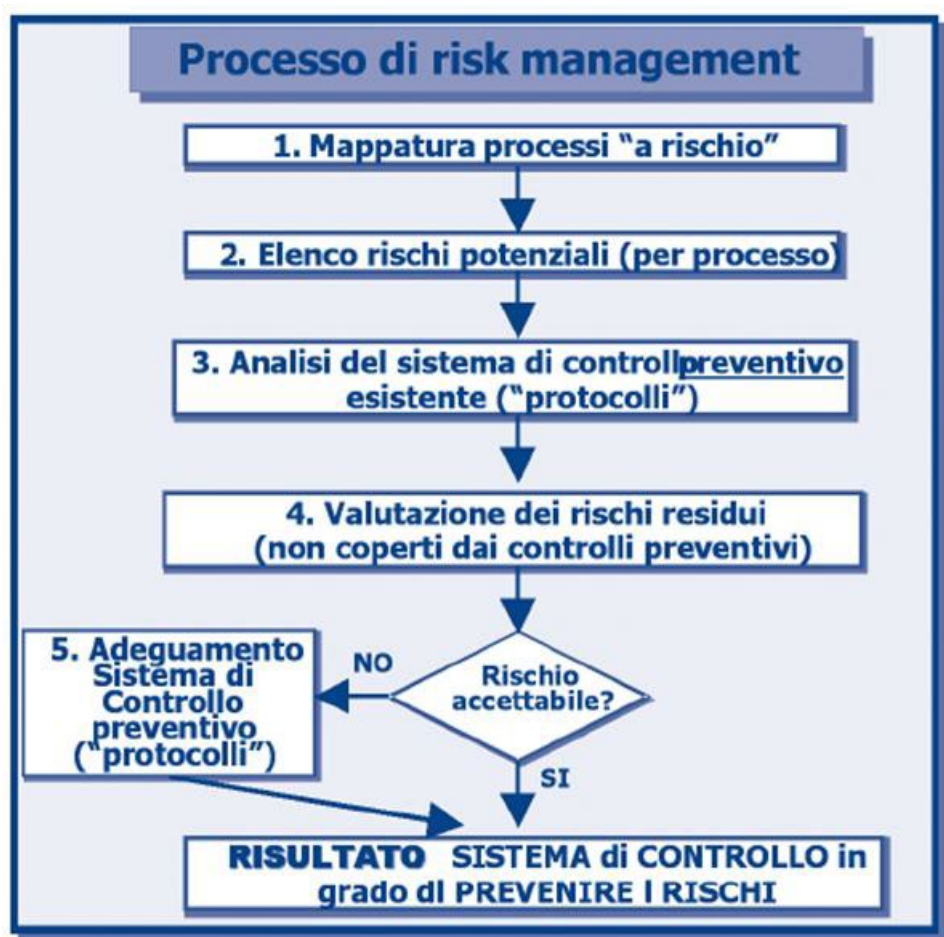 Processo di risk management
1. Mappatura processi “a rischio”
2. Elenco rischi potenziali (per processo)
3. Analisi del sistema di controllo preventivo
esistente (“protocolli”)
4. Valutazione dei rischi residui
(non coperti dai controlli preventivi)
Rischio
accettabile?
NO
5. Adeguamento
Sistema di
Controllo
preventivo
(“protocolli”)
SI
RISULTATO SISTEMA di CONTROLLO in
grado dI PREVENIRE I RISCHI